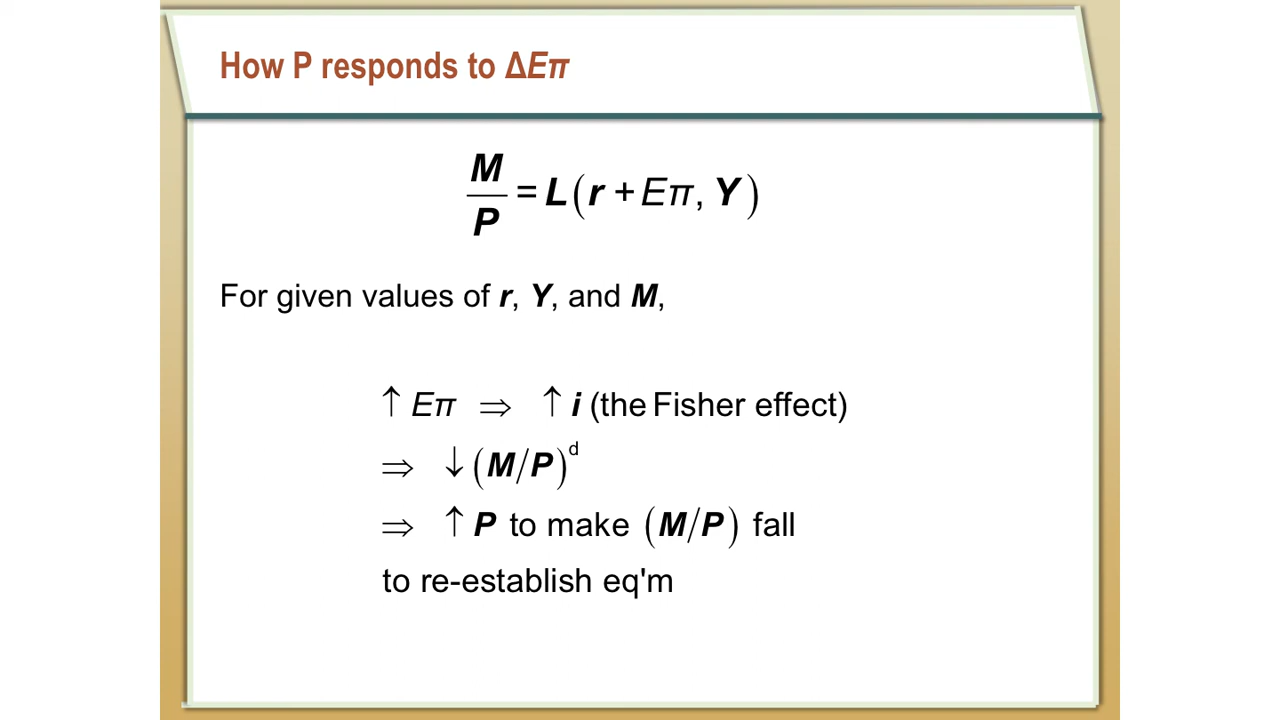 How P responds to ΔEπ
M/P = L(r + Eπ, Y)
For given values of r, Y, and M,
↑ Eπ ⇒ ↑ i (the Fisher effect)
⇒ ↓ (M/P)^d
⇒ ↑ P to make (M/P) fall
to re-establish eq'm